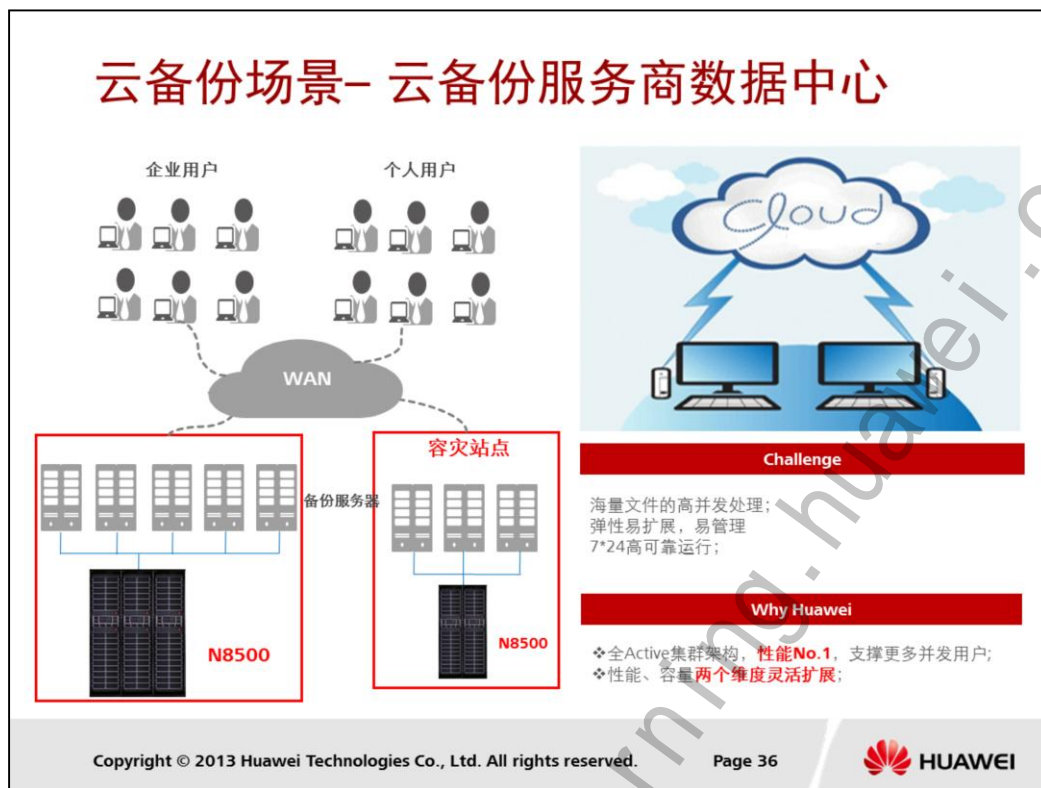 云备份场景– 云备份服务商数据中心
企业用户
个人用户
WAN
容灾站点
备份服务器
N8500
N8500
cloud
Challenge
海量文件的高并发处理;
弹性易扩展，易管理
7*24高可靠运行;
Why Huawei
❖全Active集群架构，性能No.1，支撑更多并发用户;
❖性能、容量两个维度灵活扩展;
Copyright © 2013 Huawei Technologies Co., Ltd. All rights reserved.
Page 36
HUAWEI
rning.huawei.c